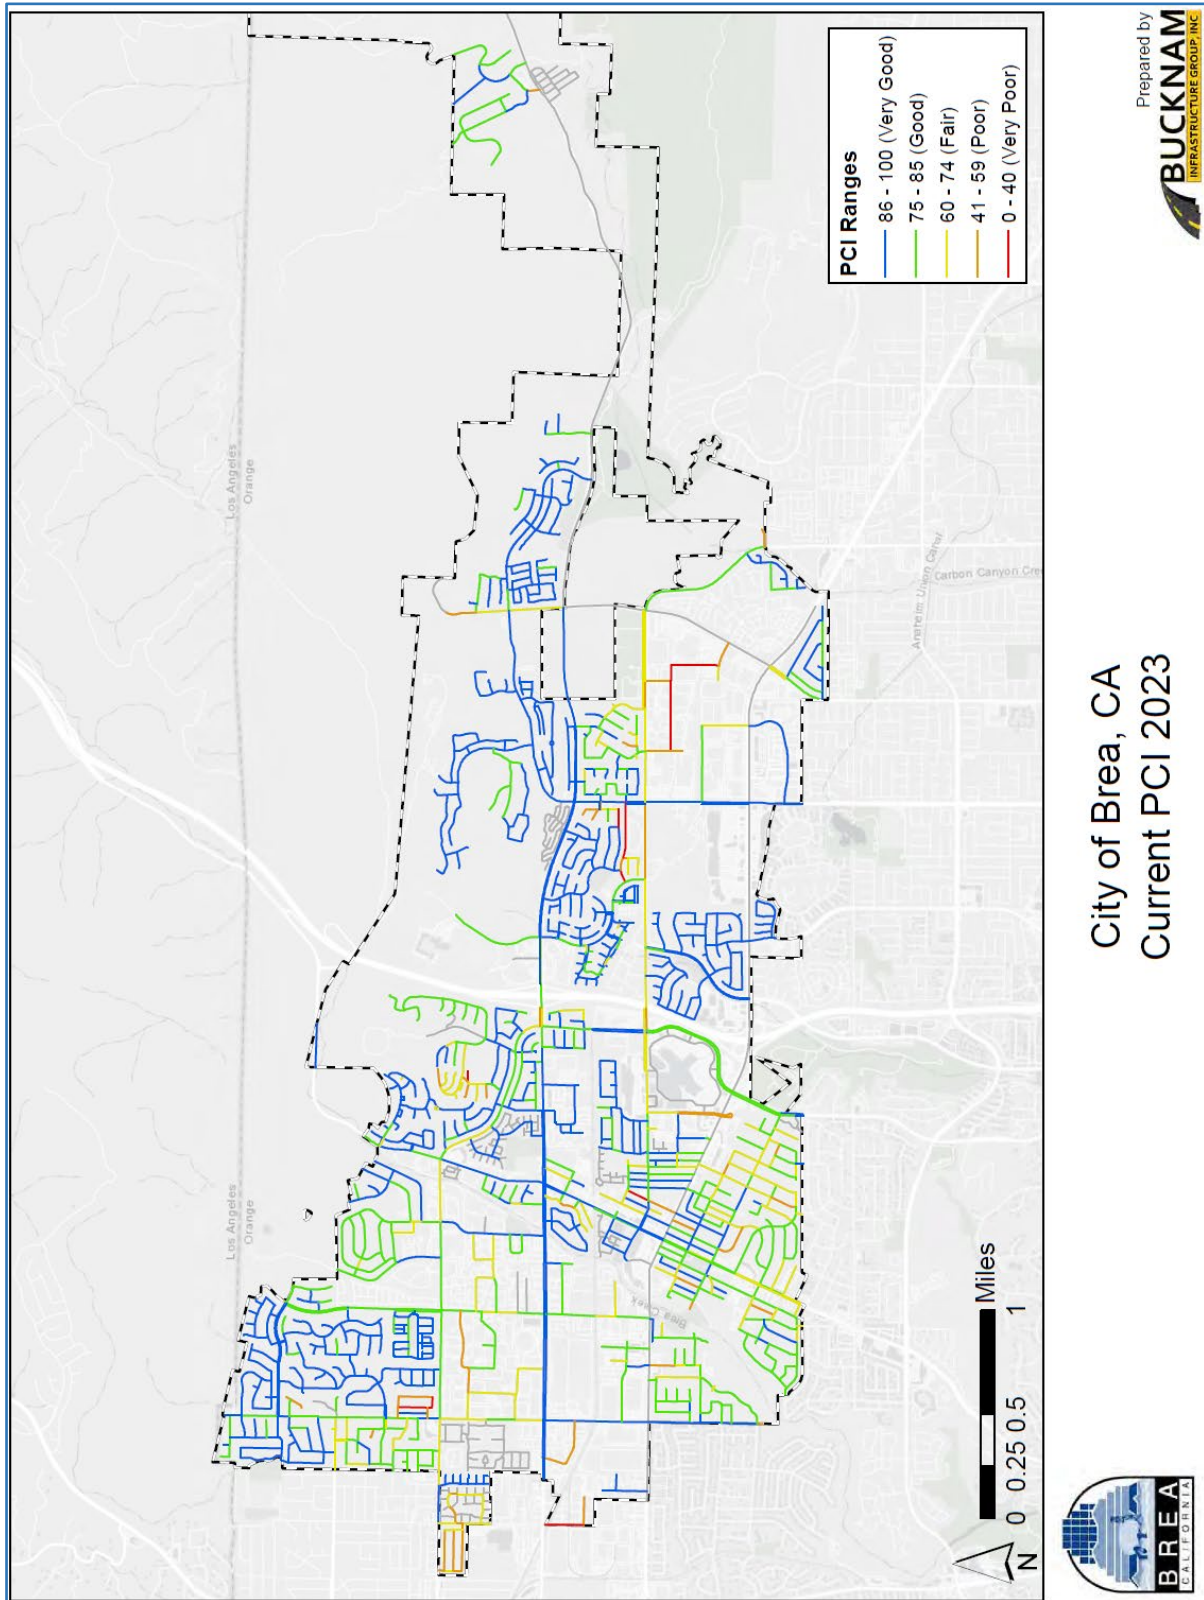 Los Angeles
Orange
Los Angeles
Orange
Brea Creek
Anaheim Union Canal
Carbon Canyon Cree
PCI Ranges
86 - 100 (Very Good)
75 - 85 (Good)
60 - 74 (Fair)
41 - 59 (Poor)
0 - 40 (Very Poor)
N
0 0.25 0.5 1
Miles
BREA
CALIFORNIA
City of Brea, CA
Current PCI 2023
Prepared by
BUCKNAM
INFRASTRUCTURE GROUP, INC